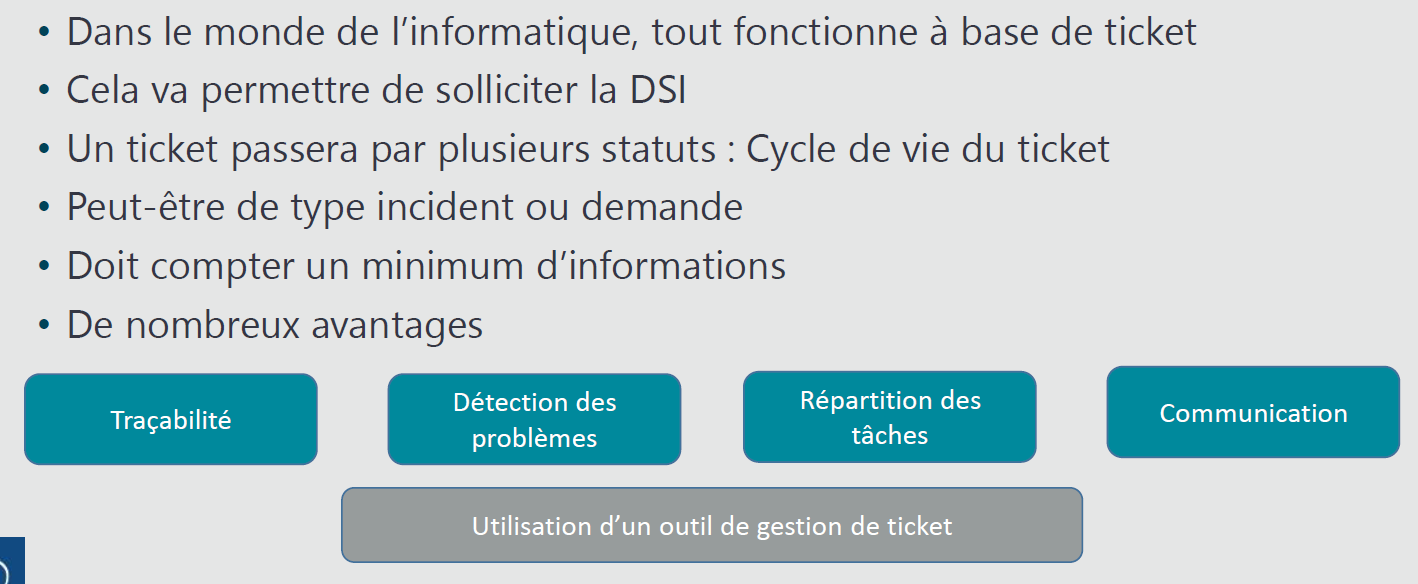 • Dans le monde de l’informatique, tout fonctionne à base de ticket
• Cela va permettre de solliciter la DSI
• Un ticket passera par plusieurs statuts : Cycle de vie du ticket
• Peut-être de type incident ou demande
• Doit compter un minimum d’informations
• De nombreux avantages
Traçabilité
Détection des
problèmes
Répartition des
tâches
Communication
Utilisation d’un outil de gestion de ticket